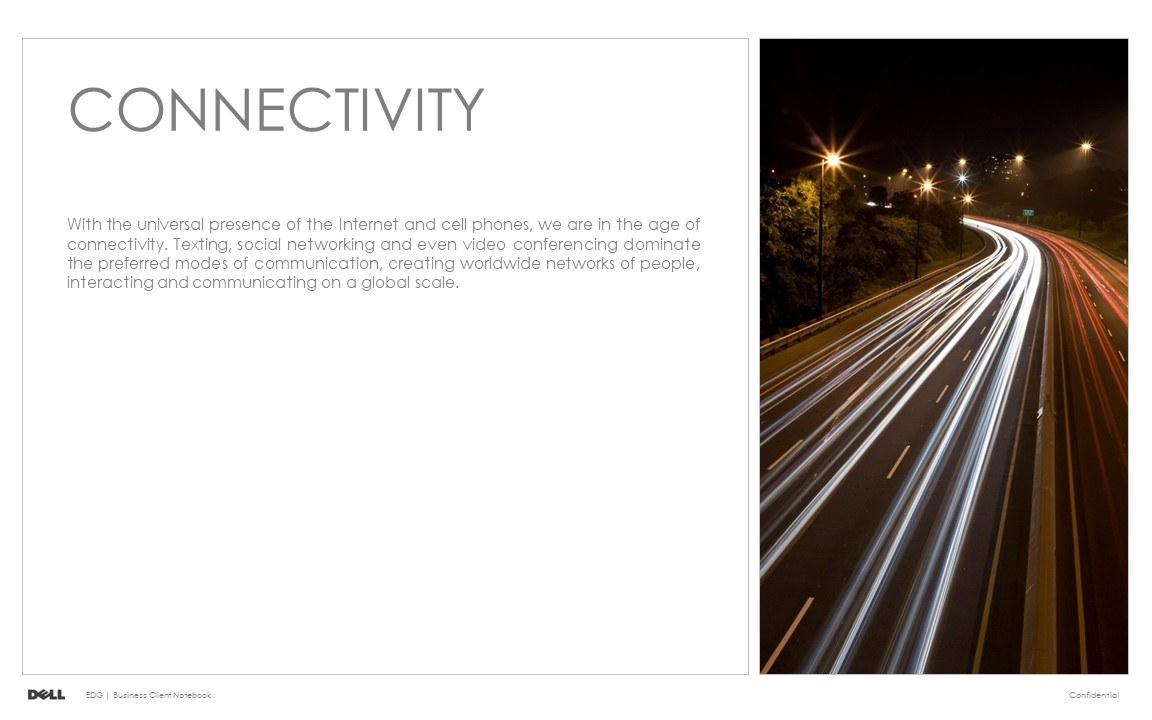 CONNECTIVITY
With the universal presence of the Internet and cell phones, we are in the age of
connectivity. Texting, social networking and even video conferencing dominate
the preferred modes of communication, creating worldwide networks of people,
interacting and communicating on a global scale.
DELL EDG | Business Client Notebook Confidential